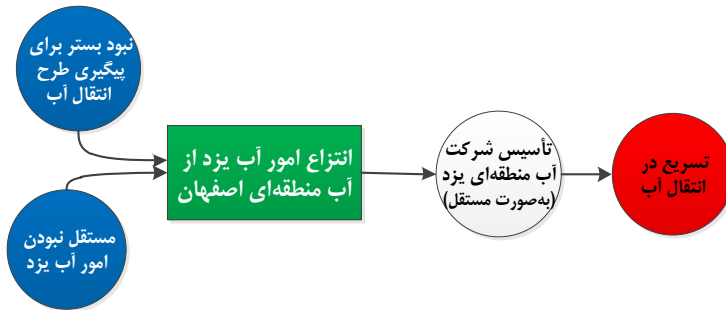 نبود بستر برای
پیگیری طرح
انتقال آب
مستقل نبودن
امور آب یزد
انتزاع امور آب یزد از
آب منطقه‌ای اصفهان
تأسیس شرکت
آب منطقه‌ای یزد
(به‌صورت مستقل)
تسریع در
انتقال آب